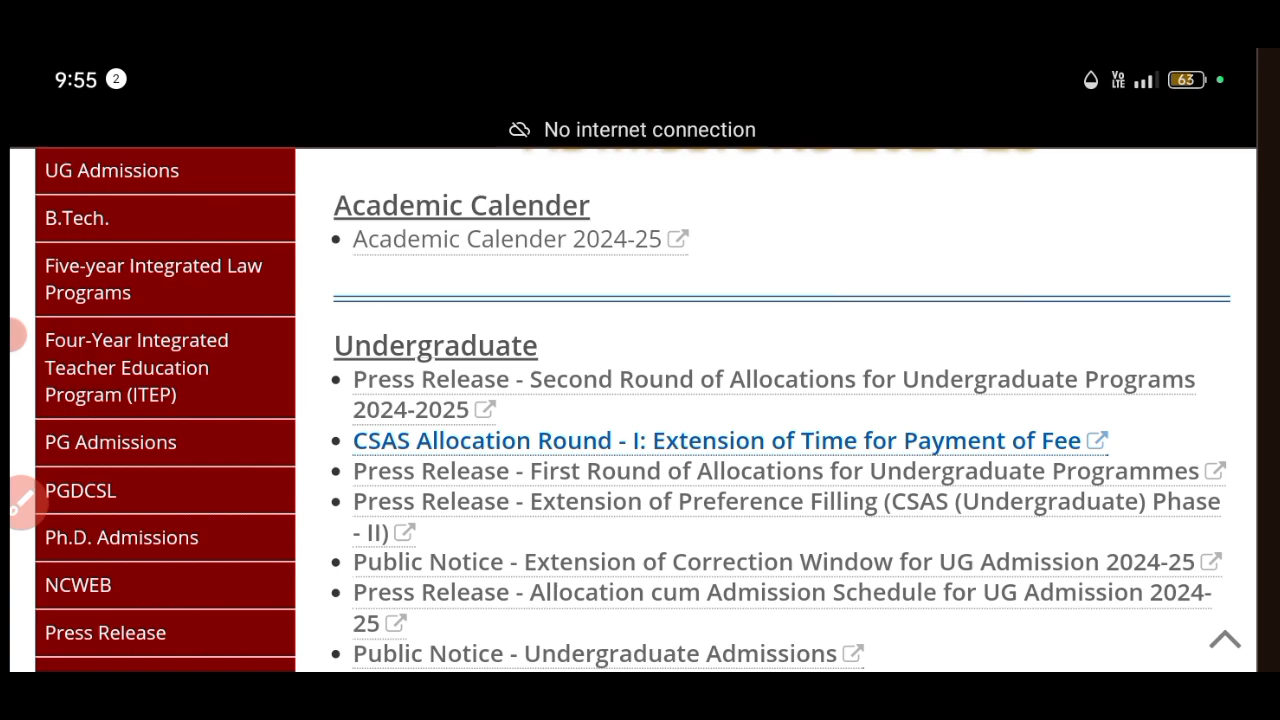 9:55 2
Vo LTE 63
No internet connection
UG Admissions
B.Tech.
Five-year Integrated Law
Programs
Four-Year Integrated
Teacher Education
Program (ITEP)
PG Admissions
PGDCSL
Ph.D. Admissions
NCWEB
Press Release
Academic Calender
Academic Calender 2024-25
Undergraduate
Press Release - Second Round of Allocations for Undergraduate Programs
2024-2025
CSAS Allocation Round - I: Extension of Time for Payment of Fee
Press Release - First Round of Allocations for Undergraduate Programmes
Press Release - Extension of Preference Filling (CSAS (Undergraduate) Phase
- II)
Public Notice - Extension of Correction Window for UG Admission 2024-25
Press Release - Allocation cum Admission Schedule for UG Admission 2024-
25
Public Notice - Undergraduate Admissions